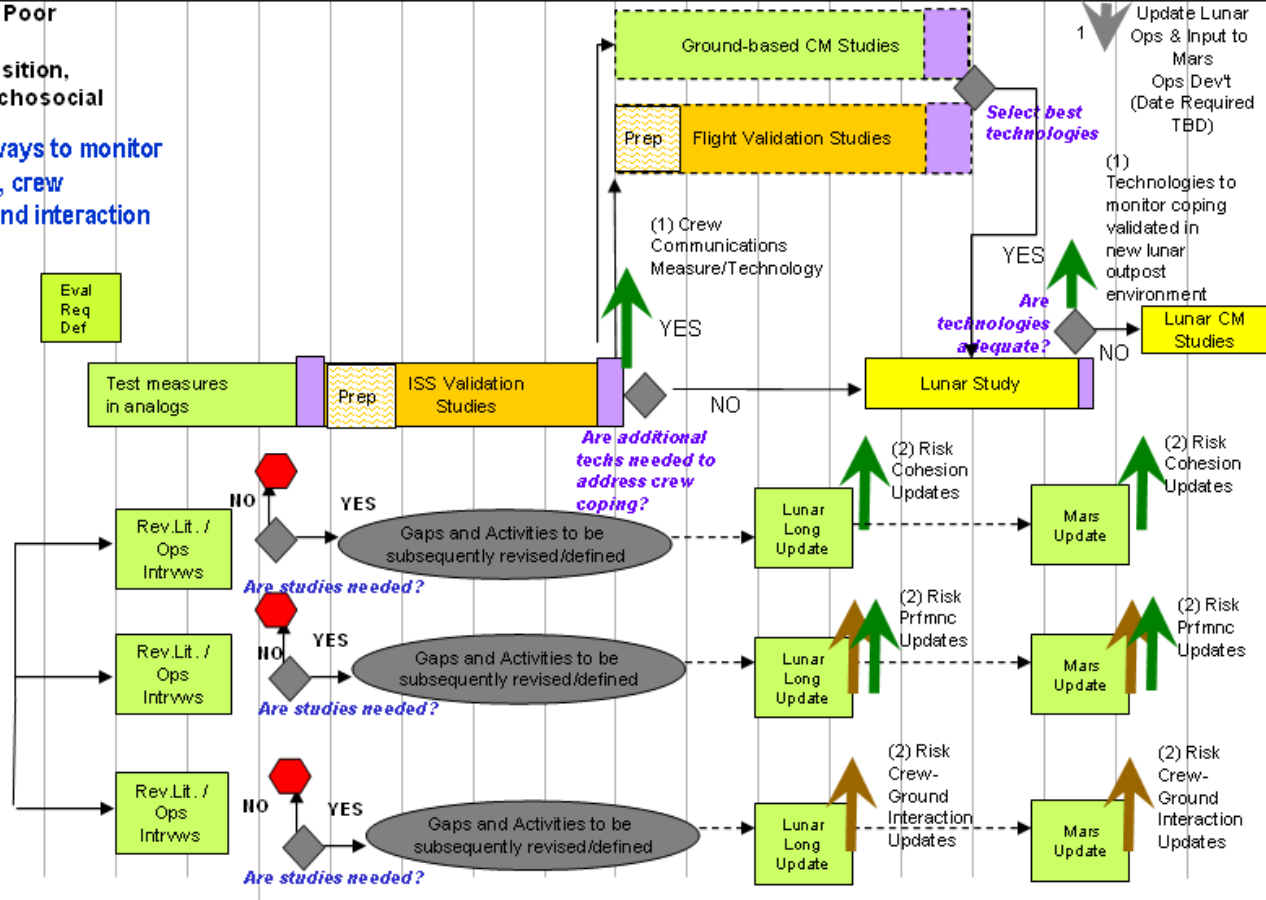 Poor
sition,
chosocial
ways to monitor
, crew
nd interaction
Eval
Req
Def
Ground-based CM Studies
Prep
Flight Validation Studies
Select best
technologies
1
Update Lunar
Ops & Input to
Mars
Ops Dev't
(Date Required
TBD)
(1)
Technologies to
monitor coping
validated in
new lunar
outpost
environment
(1) Crew
Communications
Measure/Technology
YES
YES
Are
technologies
adequate?
NO
Lunar CM
Studies
Test measures
in analogs
Prep
ISS Validation
Studies
NO
Lunar Study
Are additional
techs needed to
address crew
coping?
Rev.Lit. /
Ops
Intrvws
NO
YES
Are studies needed?
Gaps and Activities to be
subsequently revised/defined
Lunar
Long
Update
(2) Risk
Cohesion
Updates
Mars
Update
(2) Risk
Cohesion
Updates
Rev.Lit. /
Ops
Intrvws
NO
YES
Are studies needed?
Gaps and Activities to be
subsequently revised/defined
Lunar
Long
Update
(2) Risk
Prfmnc
Updates
Mars
Update
(2) Risk
Prfmnc
Updates
Rev.Lit. /
Ops
Intrvws
NO
YES
Are studies needed?
Gaps and Activities to be
subsequently revised/defined
Lunar
Long
Update
(2) Risk
Crew-
Ground
Interaction
Updates
Mars
Update
(2) Risk
Crew-
Ground
Interaction
Updates